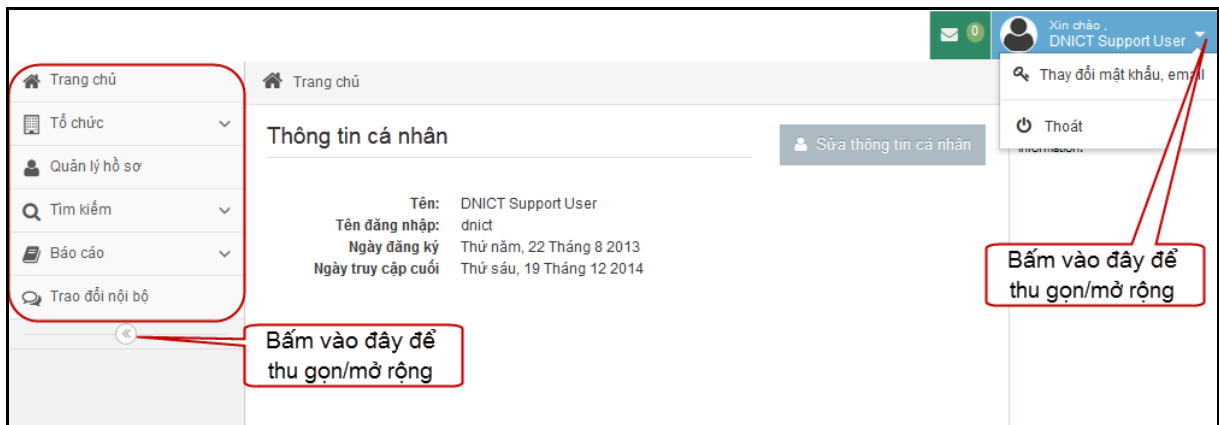 0
Xin chào ,
DNICT Support User
Trang chủ
Tổ chức
Quản lý hồ sơ
Tìm kiếm
Báo cáo
Trao đổi nội bộ
Bấm vào đây để
thu gọn/mở rộng
Trang chủ
Thông tin cá nhân
Sửa thông tin cá nhân
Tên: DNICT Support User
Tên đăng nhập: dnict
Ngày đăng ký Thứ năm, 22 Tháng 8 2013
Ngày truy cập cuối Thứ sáu, 19 Tháng 12 2014
Thay đổi mật khẩu, email
Thoát
information.
Bấm vào đây để
thu gọn/mở rộng